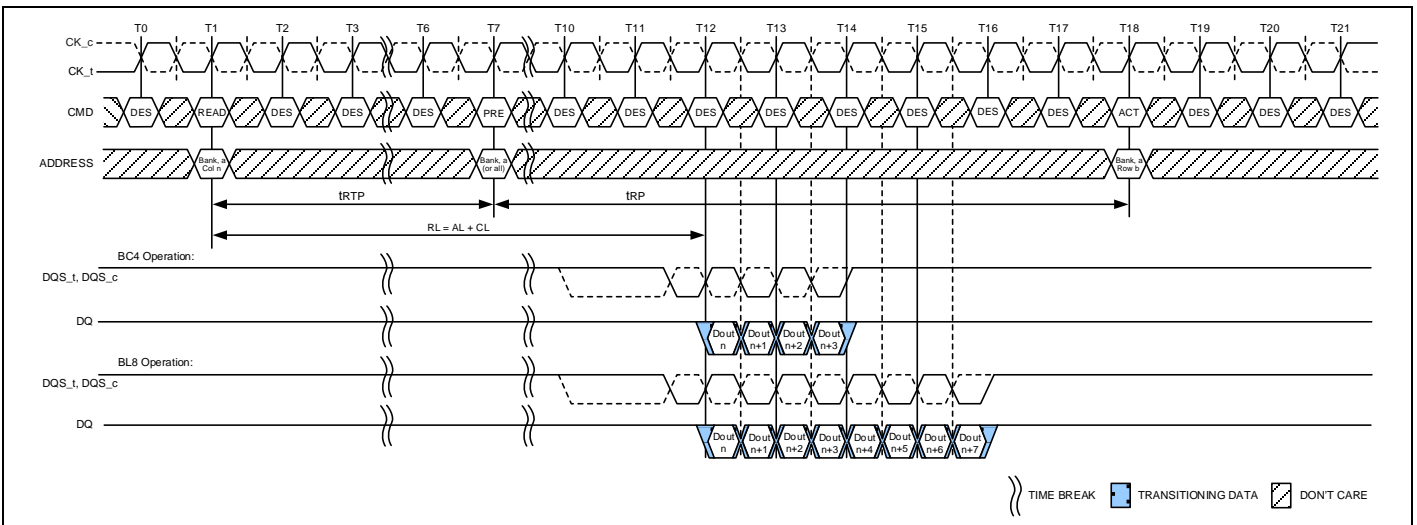 T0 T1 T2 T3 T6 T7 T10 T11 T12 T13 T14 T15 T16 T17 T18 T19 T20 T21
CK_c
CK_t
CMD DES READ DES DES DES PRE DES DES DES DES DES DES DES DES ACT DES DES DES
ADDRESS
Bank, a
Col n
Bank, a
(or all)
Bank, a
Row b
tRTP tRP
RL = AL + CL
BC4 Operation:
DQS_t, DQS_c
DQ
Dout n Dout n+1 Dout n+2 Dout n+3
BL8 Operation:
DQS_t, DQS_c
DQ
Dout n Dout n+1 Dout n+2 Dout n+3 Dout n+4 Dout n+5 Dout n+6 Dout n+7
TIME BREAK TRANSITIONING DATA DON'T CARE